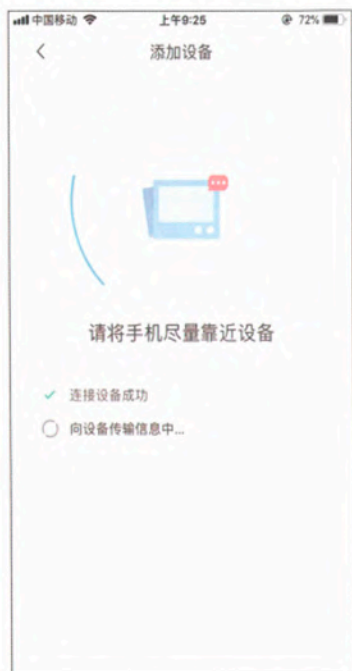 中国移动 上午9:25 72%
添加设备
请将手机尽量靠近设备
连接设备成功
向设备传输信息中...